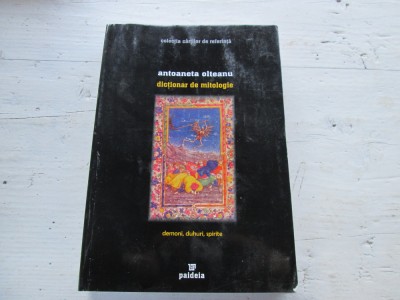 colecția cărților de referință
antoaneta olteanu
dicționar de mitologie
demoni, duhuri, spirite
paideia